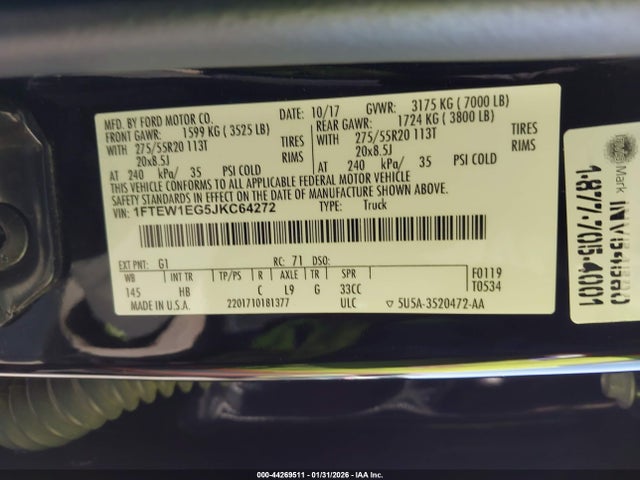 MFD. BY FORD MOTOR CO. DATE: 10/17 GVWR: 3175 KG ( 7000 LB)
FRONT GAWR: 1599 KG ( 3525 LB) REAR GAWR: 1724 KG ( 3800 LB)
WITH 275/55R20 113T TIRES WITH 275/55R20 113T TIRES
20x8.5J RIMS 20x8.5J RIMS
AT 240 kPa/ 35 PSI COLD AT 240 kPa/ 35 PSI COLD
THIS VEHICLE CONFORMS TO ALL APPLICABLE FEDERAL MOTOR VEHICLE
SAFETY STANDARDS IN EFFECT ON THE DATE OF MANUFACTURE SHOWN ABOVE.
VIN: 1FTEW1EG5JKC64272 TYPE: Truck
EXT PNT: G1 RC: 71 DSO:
WB INT TR TP/PS R AXLE TR SPR F0119
145 HB C L9 G 33CC T0534
MADE IN U.S.A. 2201710181377 ULC 5U5A-3520472-AA
Mark
1-877-705-4001
000-44269511 - 01/31/2026 - IAA Inc.